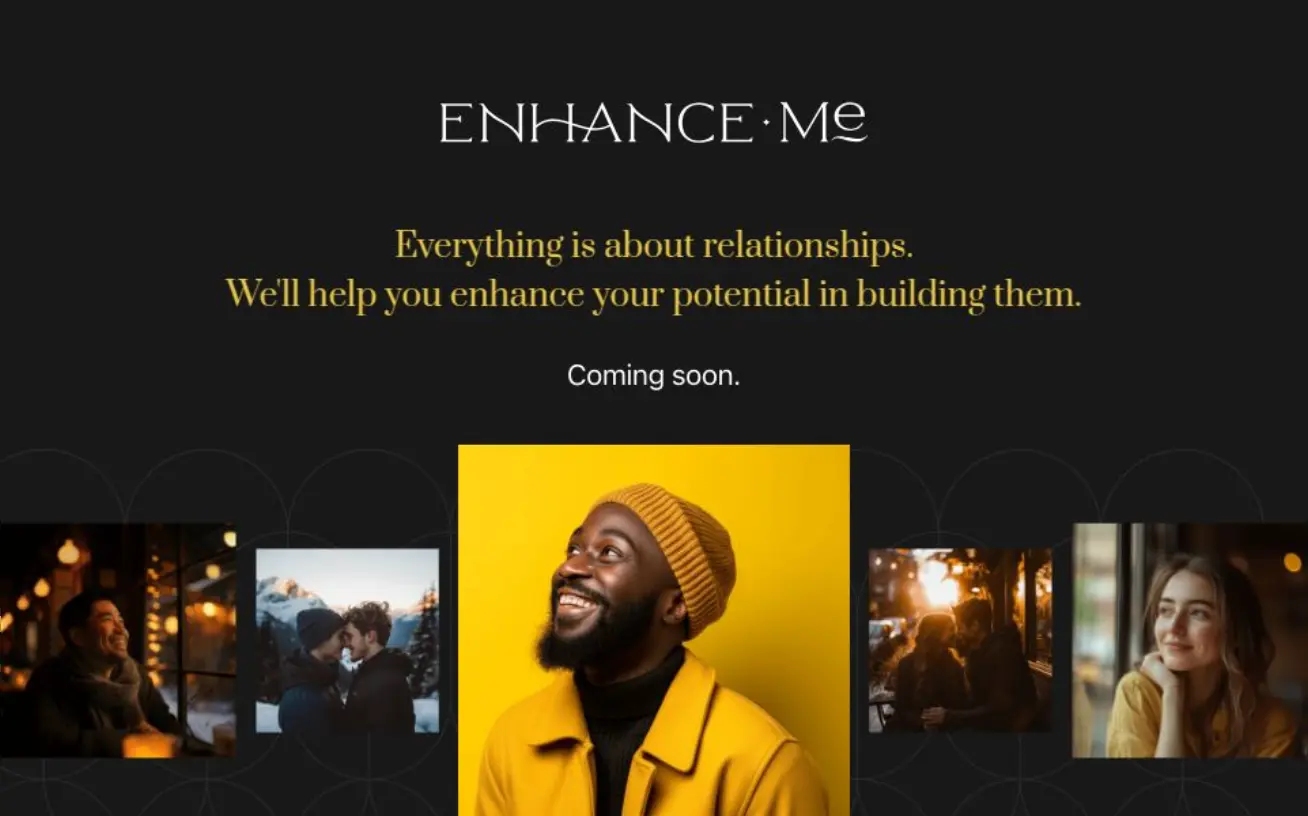 ENHANCE·Me
Everything is about relationships.
We'll help you enhance your potential in building them.
Coming soon.